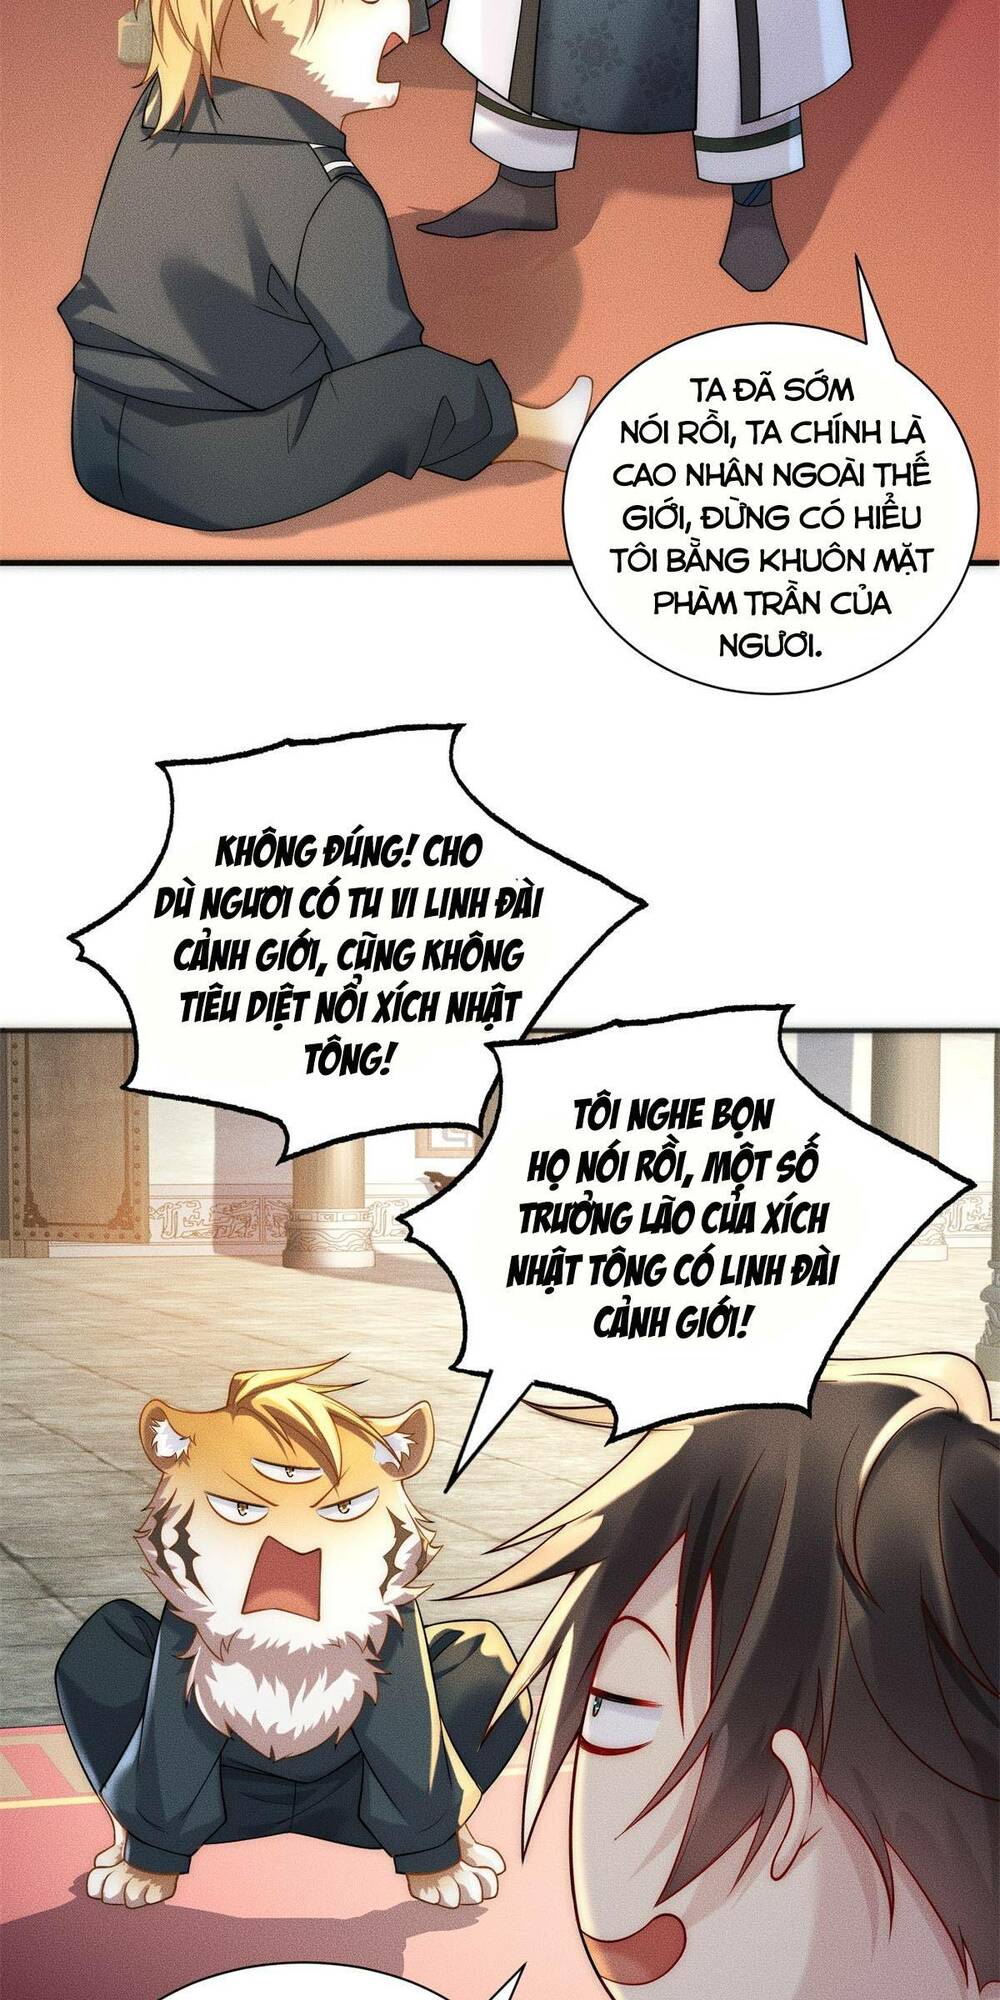 TA ĐÃ SỚM
NÓI RỒI, TA CHÍNH LÀ
CAO NHÂN NGOÀI THẾ
GIỚI, ĐỪNG CÓ HIỂU
TÔI BẰNG KHUÔN MẶT
PHÀM TRẦN CỦA
NGƯƠI.
KHÔNG ĐÚNG! CHO
DÙ NGƯƠI CÓ TU VI LINH ĐÀI
CẢNH GIỚI, CŨNG KHÔNG
TIÊU DIỆT NỔI XÍCH NHẬT
TÔNG!
TÔI NGHE BỌN
HỌ NÓI RỒI, MỘT SỐ
TRƯỞNG LÃO CỦA XÍCH
NHẬT TÔNG CÓ LINH ĐÀI
CẢNH GIỚI!